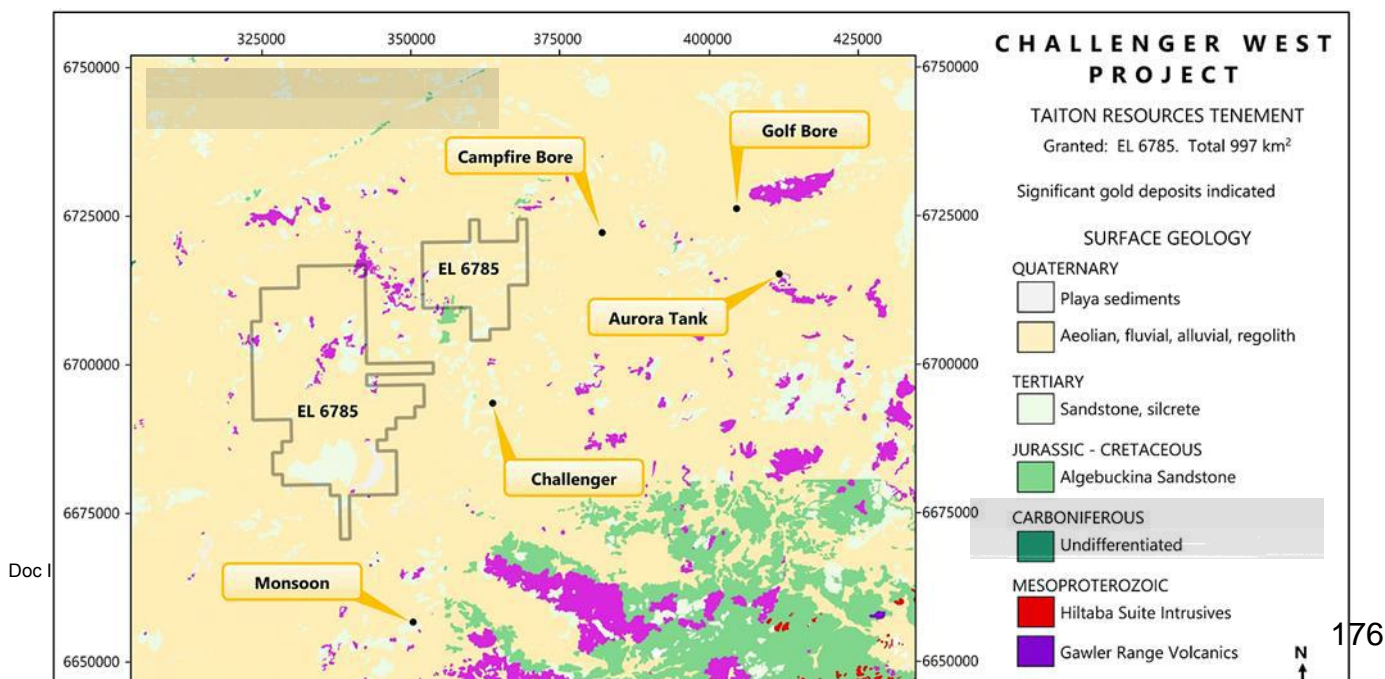 325000 350000 375000 400000 425000
6750000 6750000
CHALLENGER WEST
PROJECT
TAITON RESOURCES TENEMENT
Granted: EL 6785. Total 997 km²
Significant gold deposits indicated
SURFACE GEOLOGY
QUATERNARY
Playa sediments
Aeolian, fluvial, alluvial, regolith
TERTIARY
Sandstone, silcrete
JURASSIC - CRETACEOUS
Algebuckina Sandstone
CARBONIFEROUS
Undifferentiated
MESOPROTEROZOIC
Hiltaba Suite Intrusives
Gawler Range Volcanics
N
Golf Bore
Campfire Bore
6725000 6725000
EL 6785
Aurora Tank
6700000 6700000
EL 6785
Challenger
6675000 6675000
Doc I
Monsoon
6650000 6650000
176